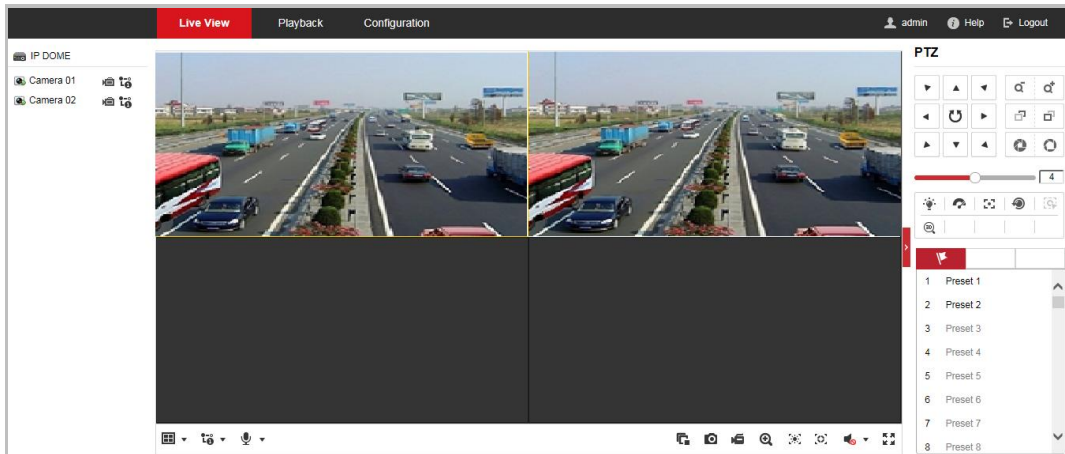 Live View Playback Configuration admin Help Logout
IP DOME
Camera 01
Camera 02
PTZ
4
3D
1 Preset 1
2 Preset 2
3 Preset 3
4 Preset 4
5 Preset 5
6 Preset 6
7 Preset 7
8 Preset 8